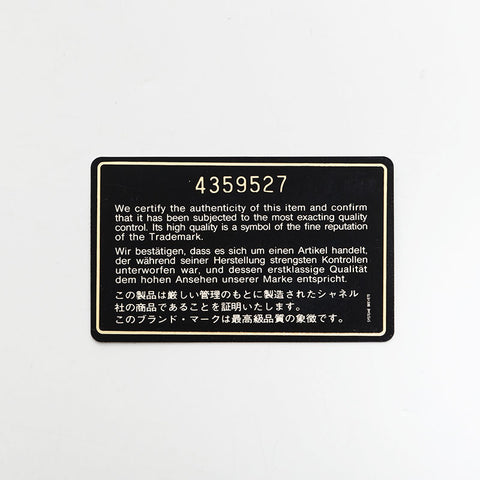 4359527
We certify the authenticity of this item and confirm
that it has been subjected to the most exacting quality
control. Its high quality is a symbol of the fine reputation
of the Trademark.
Wir bestätigen, dass es sich um einen Artikel handelt,
der während seiner Herstellung strengsten Kontrollen
unterworfen war, und dessen erstklassige Qualität
dem hohen Ansehen unserer Marke entspricht.
この製品は厳しい管理のもとに製造されたシャネル
社の商品であることを証明いたします。
このブランド・マークは最高級品質の象徴です。